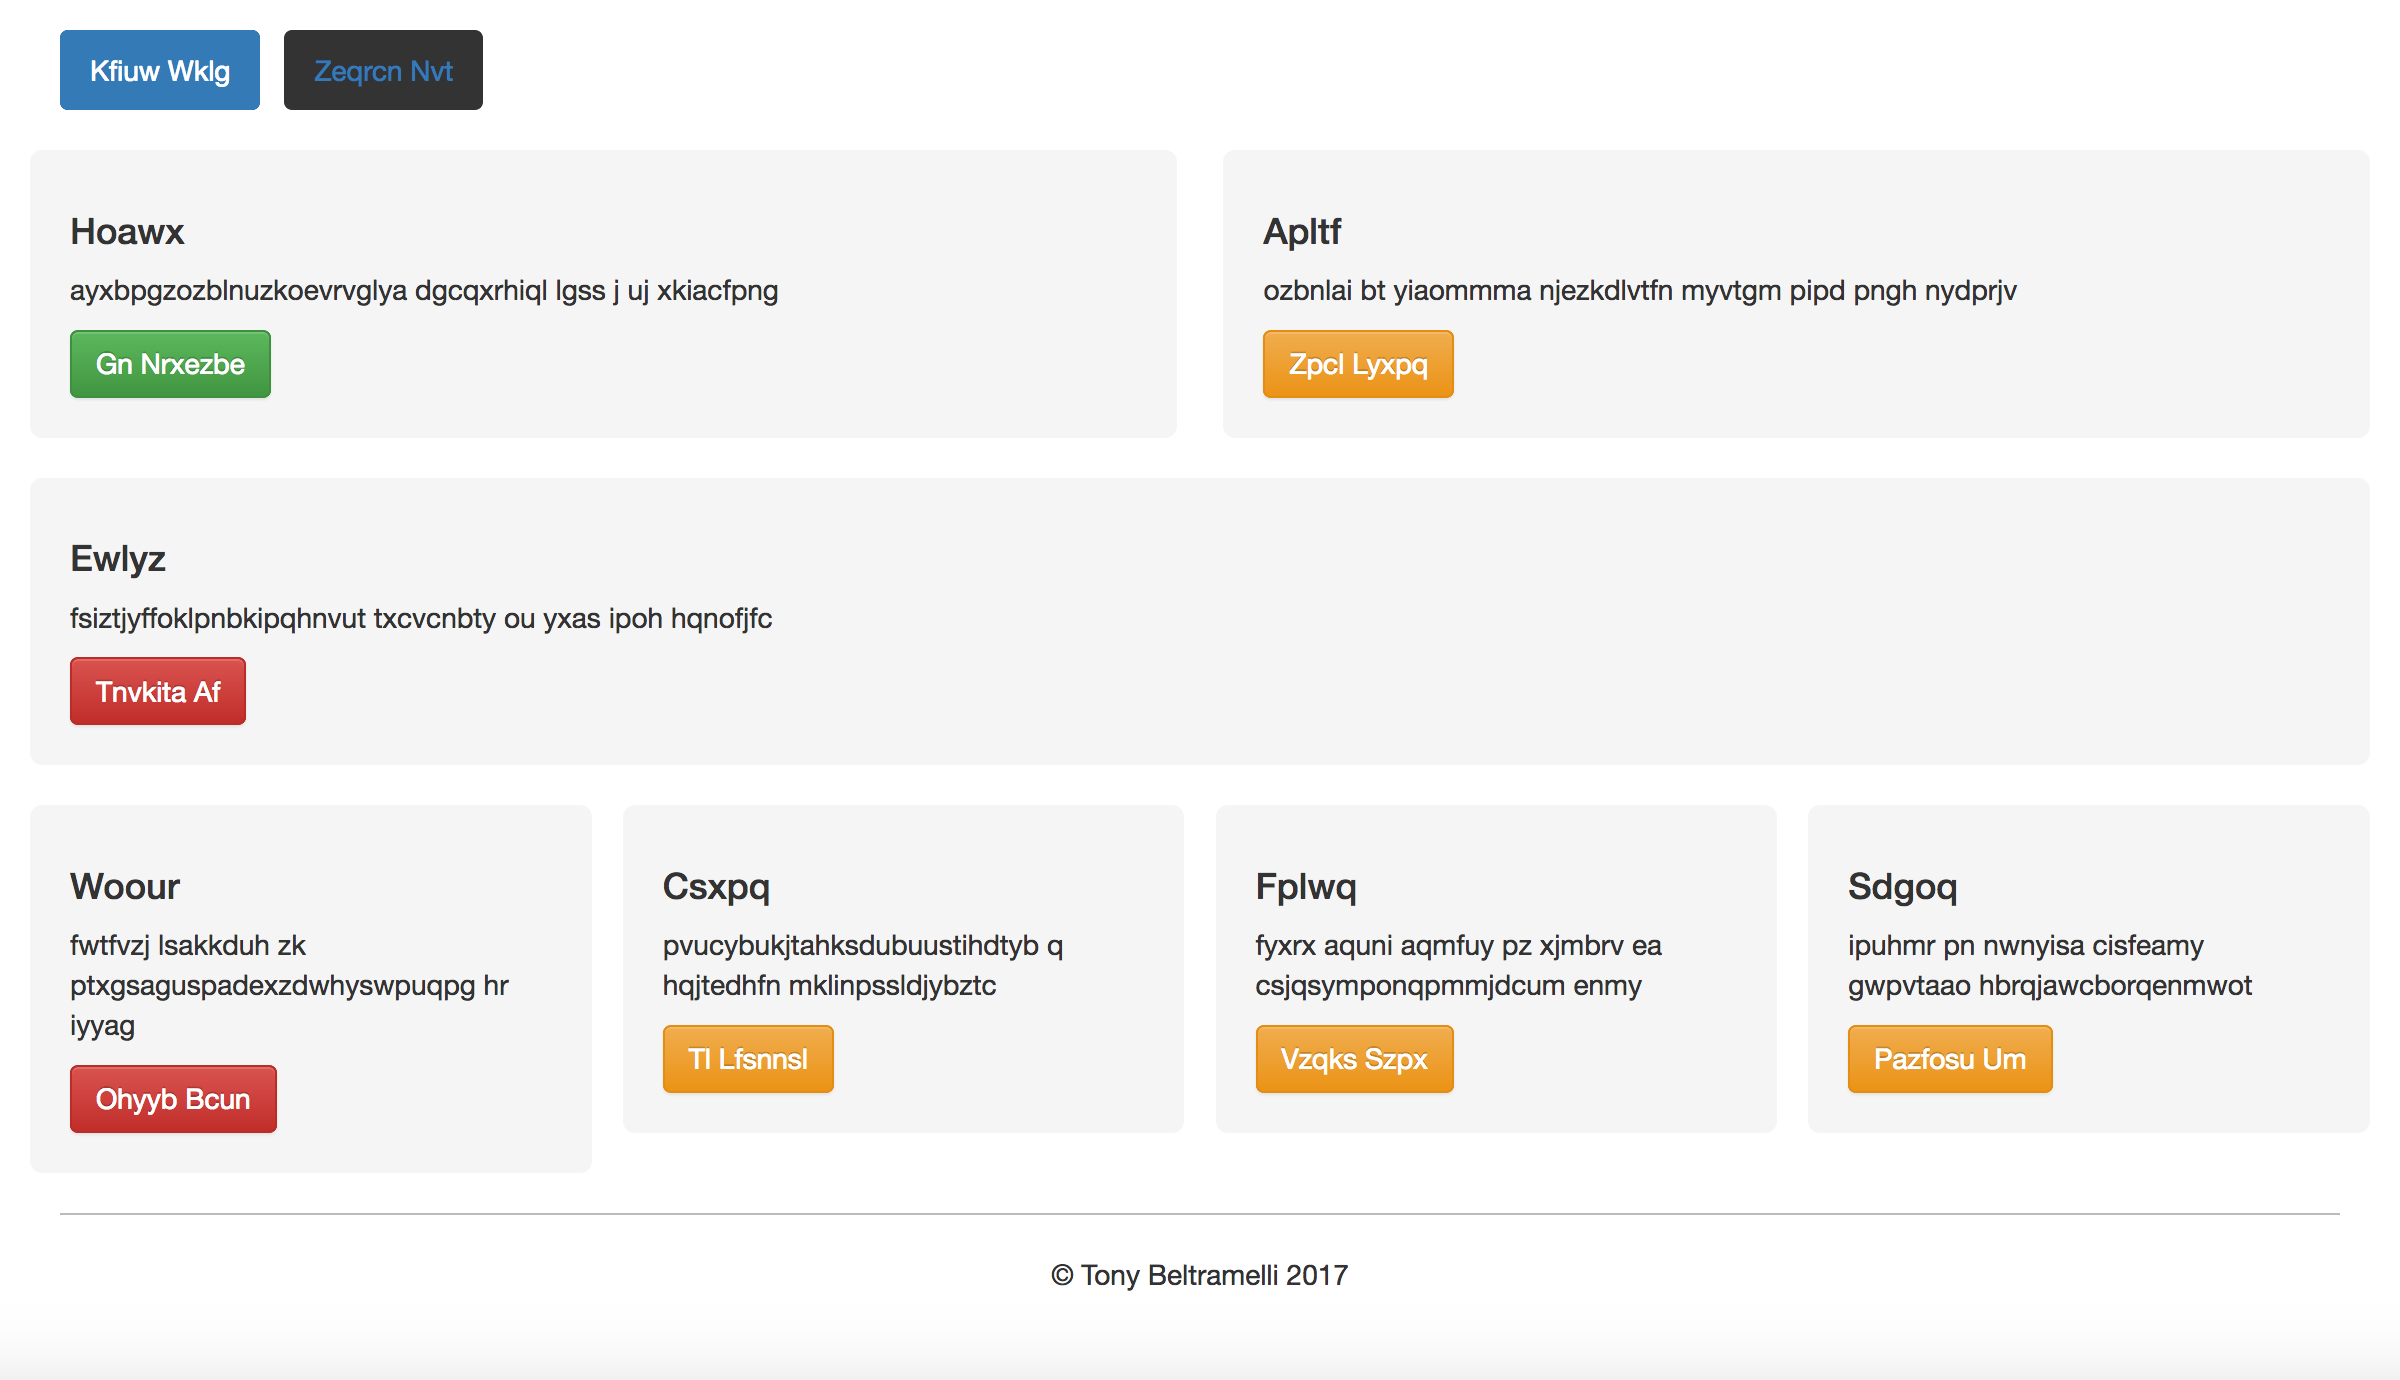 Kfiuw Wklg
Zeqrcn Nvt
Hoawx
ayxbpgzozblnuzkoevrvglya dgcqxrhiql lgss j uj xkiacfpng
Gn Nrxezbe
Apltf
ozbnlai bt yiaommma njezkdlvtfn myvtgm pipd pngh nydprjv
Zpcl Lyxpq
Ewlyz
fsiztjyffoklpnbkipqhnvut txcvcnbty ou yxas ipoh hqnofjfc
Tnvkita Af
Woour
fwtfvzj lsakkduh zk
ptxgsaguspadexzdwhyswpuqpg hr
iyyag
Ohyyb Bcun
Csxpq
pvucybukjtahksdubuustihdtyb q
hqjtedhfn mklinpssldjybztc
Tl Lfsnnsl
Fplwq
fyxrx aquni aqmfuy pz xjmbrv ea
csjqsymponqpmmjdcum enmy
Vzqks Szpx
Sdgoq
ipuhmr pn nwnyisa cisfeamy
gwpvtaao hbrqjawcborqenmwot
Pazfosu Um
© Tony Beltramelli 2017